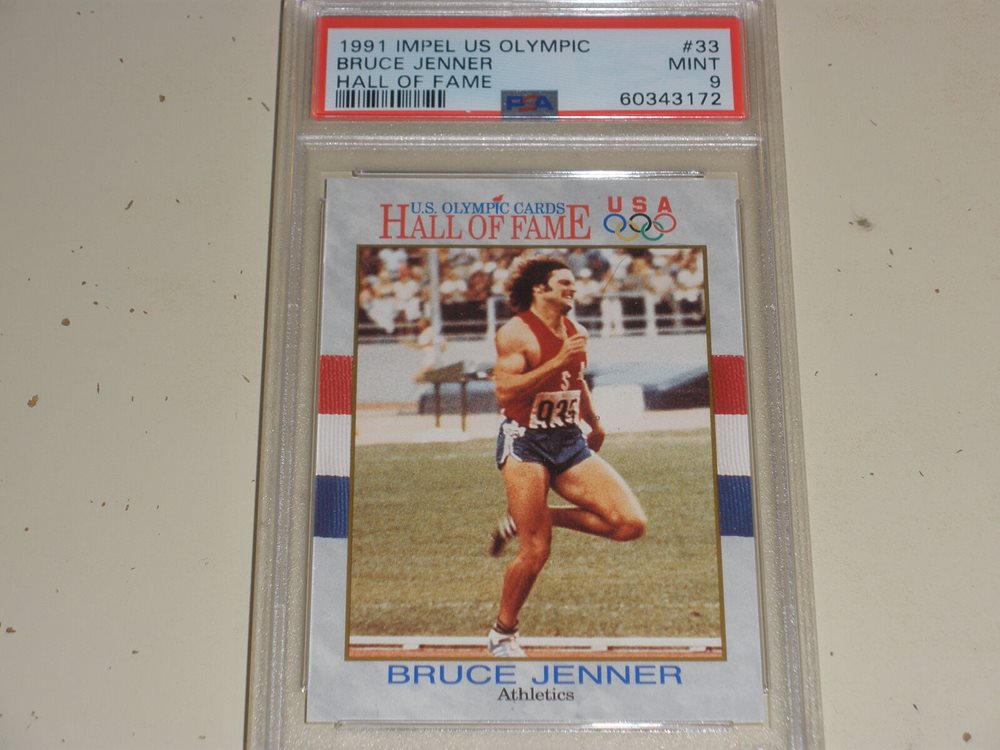 1991 IMPEL US OLYMPIC #33
BRUCE JENNER MINT
HALL OF FAME 9
PSA 60343172
U.S. OLYMPIC CARDS
HALL OF FAME
USA
S
935
BRUCE JENNER
Athletics